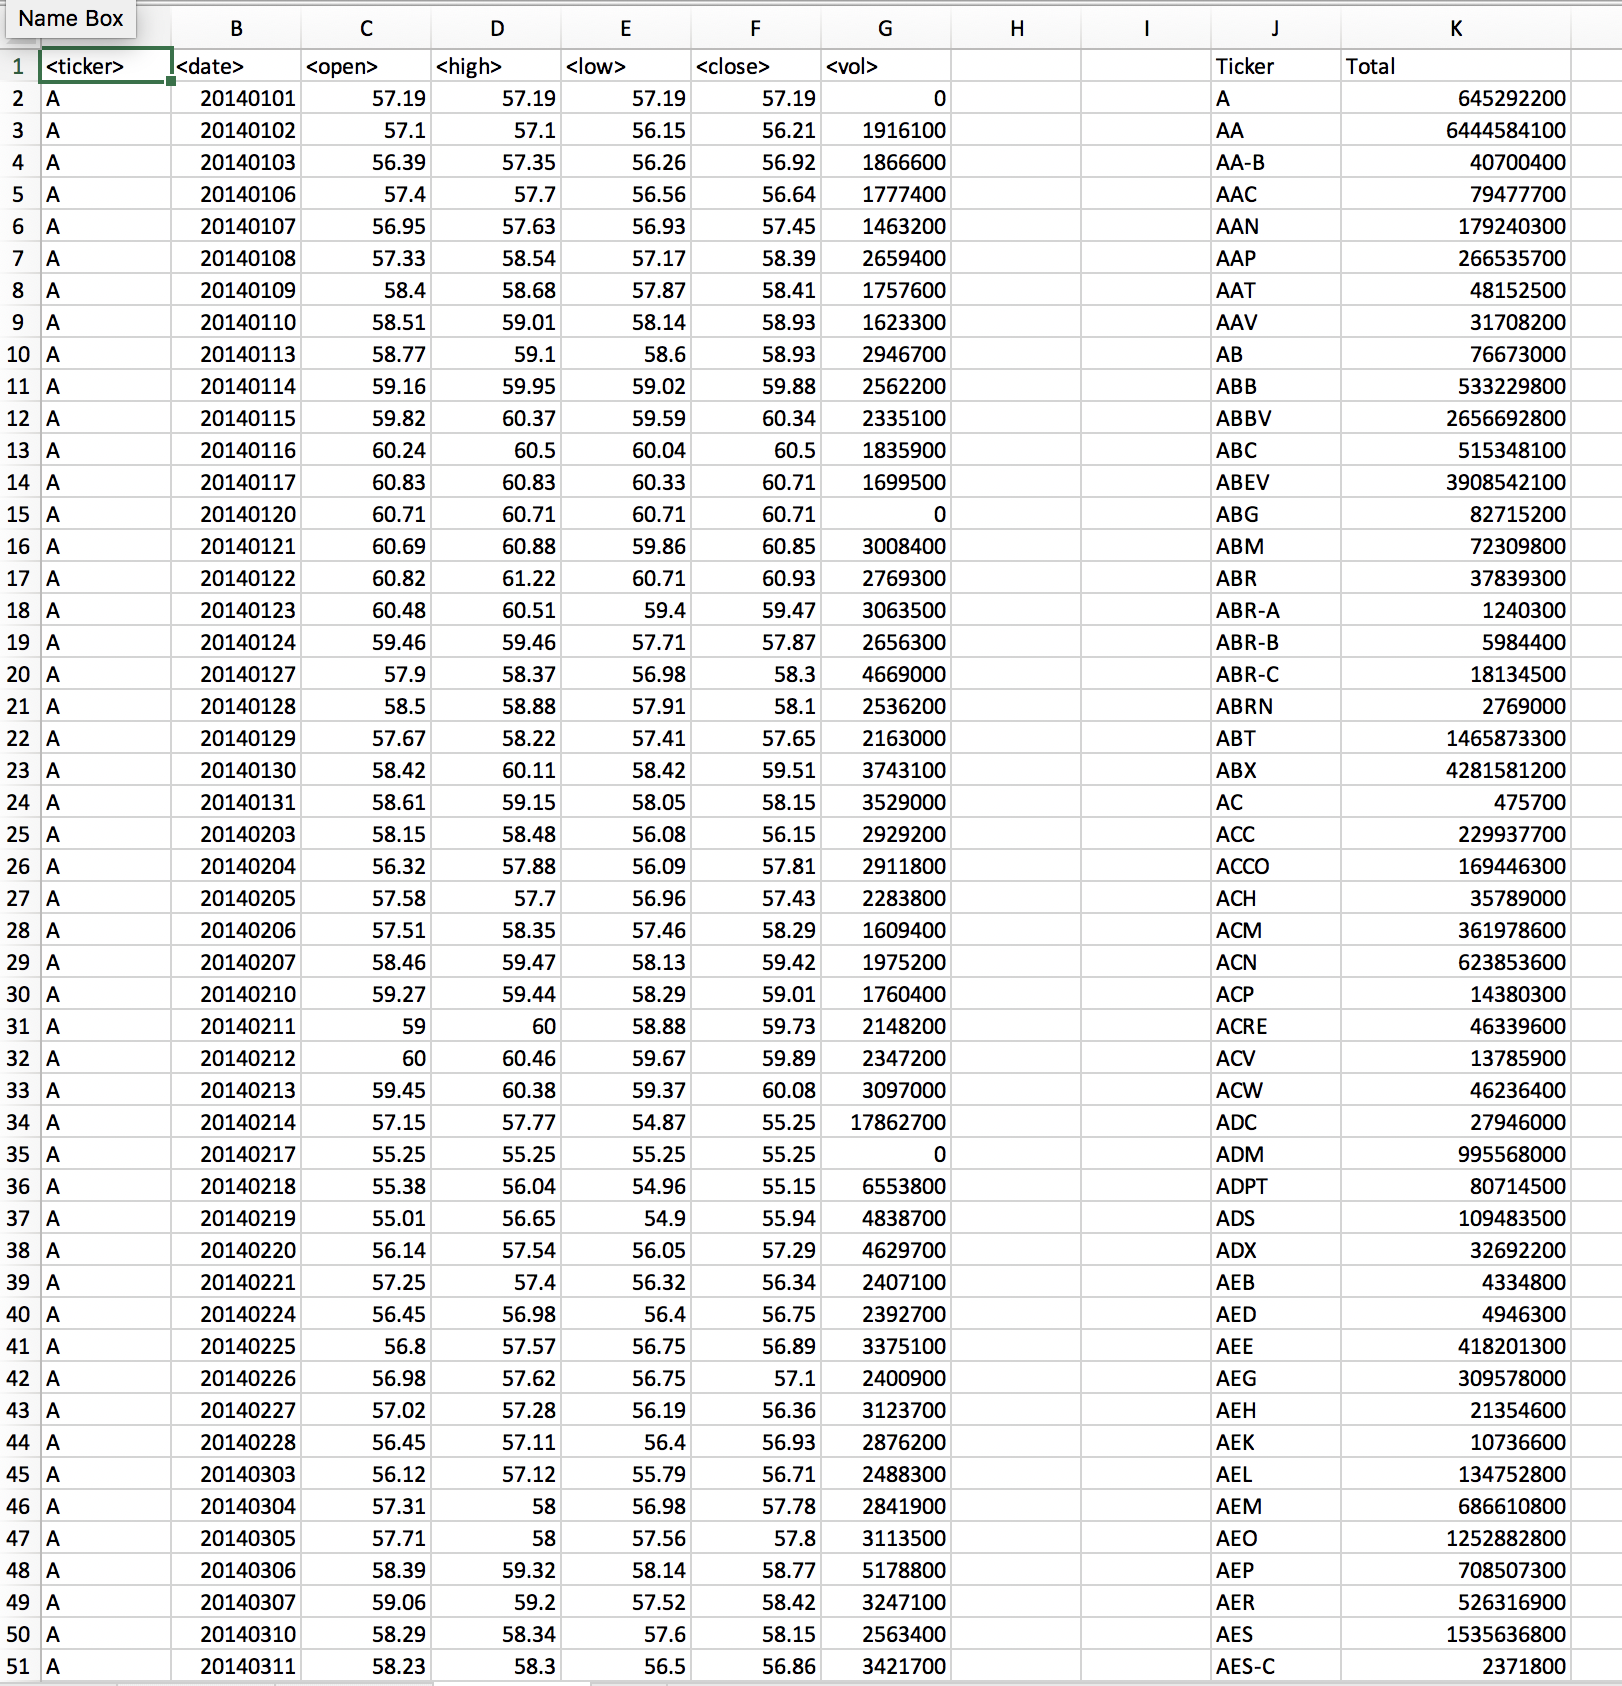 Name Box
B C D E F G H I J K
1 <ticker> <date> <open> <high> <low> <close> <vol> Ticker Total
2 A 20140101 57.19 57.19 57.19 57.19 0 A 645292200
3 A 20140102 57.1 57.1 56.15 56.21 1916100 AA 6444584100
4 A 20140103 56.39 57.35 56.26 56.92 1866600 AA-B 40700400
5 A 20140106 57.4 57.7 56.56 56.64 1777400 AAC 79477700
6 A 20140107 56.95 57.63 56.93 57.45 1463200 AAN 179240300
7 A 20140108 57.33 58.54 57.17 58.39 2659400 AAP 266535700
8 A 20140109 58.4 58.68 57.87 58.41 1757600 AAT 48152500
9 A 20140110 58.51 59.01 58.14 58.93 1623300 AAV 31708200
10 A 20140113 58.77 59.1 58.6 58.93 2946700 AB 76673000
11 A 20140114 59.16 59.95 59.02 59.88 2562200 ABB 533229800
12 A 20140115 59.82 60.37 59.59 60.34 2335100 ABBV 2656692800
13 A 20140116 60.24 60.5 60.04 60.5 1835900 ABC 515348100
14 A 20140117 60.83 60.83 60.33 60.71 1699500 ABEV 3908542100
15 A 20140120 60.71 60.71 60.71 60.71 0 ABG 82715200
16 A 20140121 60.69 60.88 59.86 60.85 3008400 ABM 72309800
17 A 20140122 60.82 61.22 60.71 60.93 2769300 ABR 37839300
18 A 20140123 60.48 60.51 59.4 59.47 3063500 ABR-A 1240300
19 A 20140124 59.46 59.46 57.71 57.87 2656300 ABR-B 5984400
20 A 20140127 57.9 58.37 56.98 58.3 4669000 ABR-C 18134500
21 A 20140128 58.5 58.88 57.91 58.1 2536200 ABRN 2769000
22 A 20140129 57.67 58.22 57.41 57.65 2163000 ABT 1465873300
23 A 20140130 58.42 60.11 58.42 59.51 3743100 ABX 4281581200
24 A 20140131 58.61 59.15 58.05 58.15 3529000 AC 475700
25 A 20140203 58.15 58.48 56.08 56.15 2929200 ACC 229937700
26 A 20140204 56.32 57.88 56.09 57.81 2911800 ACCO 169446300
27 A 20140205 57.58 57.7 56.96 57.43 2283800 ACH 35789000
28 A 20140206 57.51 58.35 57.46 58.29 1609400 ACM 361978600
29 A 20140207 58.46 59.47 58.13 59.42 1975200 ACN 623853600
30 A 20140210 59.27 59.44 58.29 59.01 1760400 ACP 14380300
31 A 20140211 59 60 58.88 59.73 2148200 ACRE 46339600
32 A 20140212 60 60.46 59.67 59.89 2347200 ACV 13785900
33 A 20140213 59.45 60.38 59.37 60.08 3097000 ACW 46236400
34 A 20140214 57.15 57.77 54.87 55.25 17862700 ADC 27946000
35 A 20140217 55.25 55.25 55.25 55.25 0 ADM 995568000
36 A 20140218 55.38 56.04 54.96 55.15 6553800 ADPT 80714500
37 A 20140219 55.01 56.65 54.9 55.94 4838700 ADS 109483500
38 A 20140220 56.14 57.54 56.05 57.29 4629700 ADX 32692200
39 A 20140221 57.25 57.4 56.32 56.34 2407100 AEB 4334800
40 A 20140224 56.45 56.98 56.4 56.75 2392700 AED 4946300
41 A 20140225 56.8 57.57 56.75 56.89 3375100 AEE 418201300
42 A 20140226 56.98 57.62 56.75 57.1 2400900 AEG 309578000
43 A 20140227 57.02 57.28 56.19 56.36 3123700 AEH 21354600
44 A 20140228 56.45 57.11 56.4 56.93 2876200 AEK 10736600
45 A 20140303 56.12 57.12 55.79 56.71 2488300 AEL 134752800
46 A 20140304 57.31 58 56.98 57.78 2841900 AEM 686610800
47 A 20140305 57.71 58 57.56 57.8 3113500 AEO 1252882800
48 A 20140306 58.39 59.32 58.14 58.77 5178800 AEP 708507300
49 A 20140307 59.06 59.2 57.52 58.42 3247100 AER 526316900
50 A 20140310 58.29 58.34 57.6 58.15 2563400 AES 1535636800
51 A 20140311 58.23 58.3 56.5 56.86 3421700 AES-C 2371800